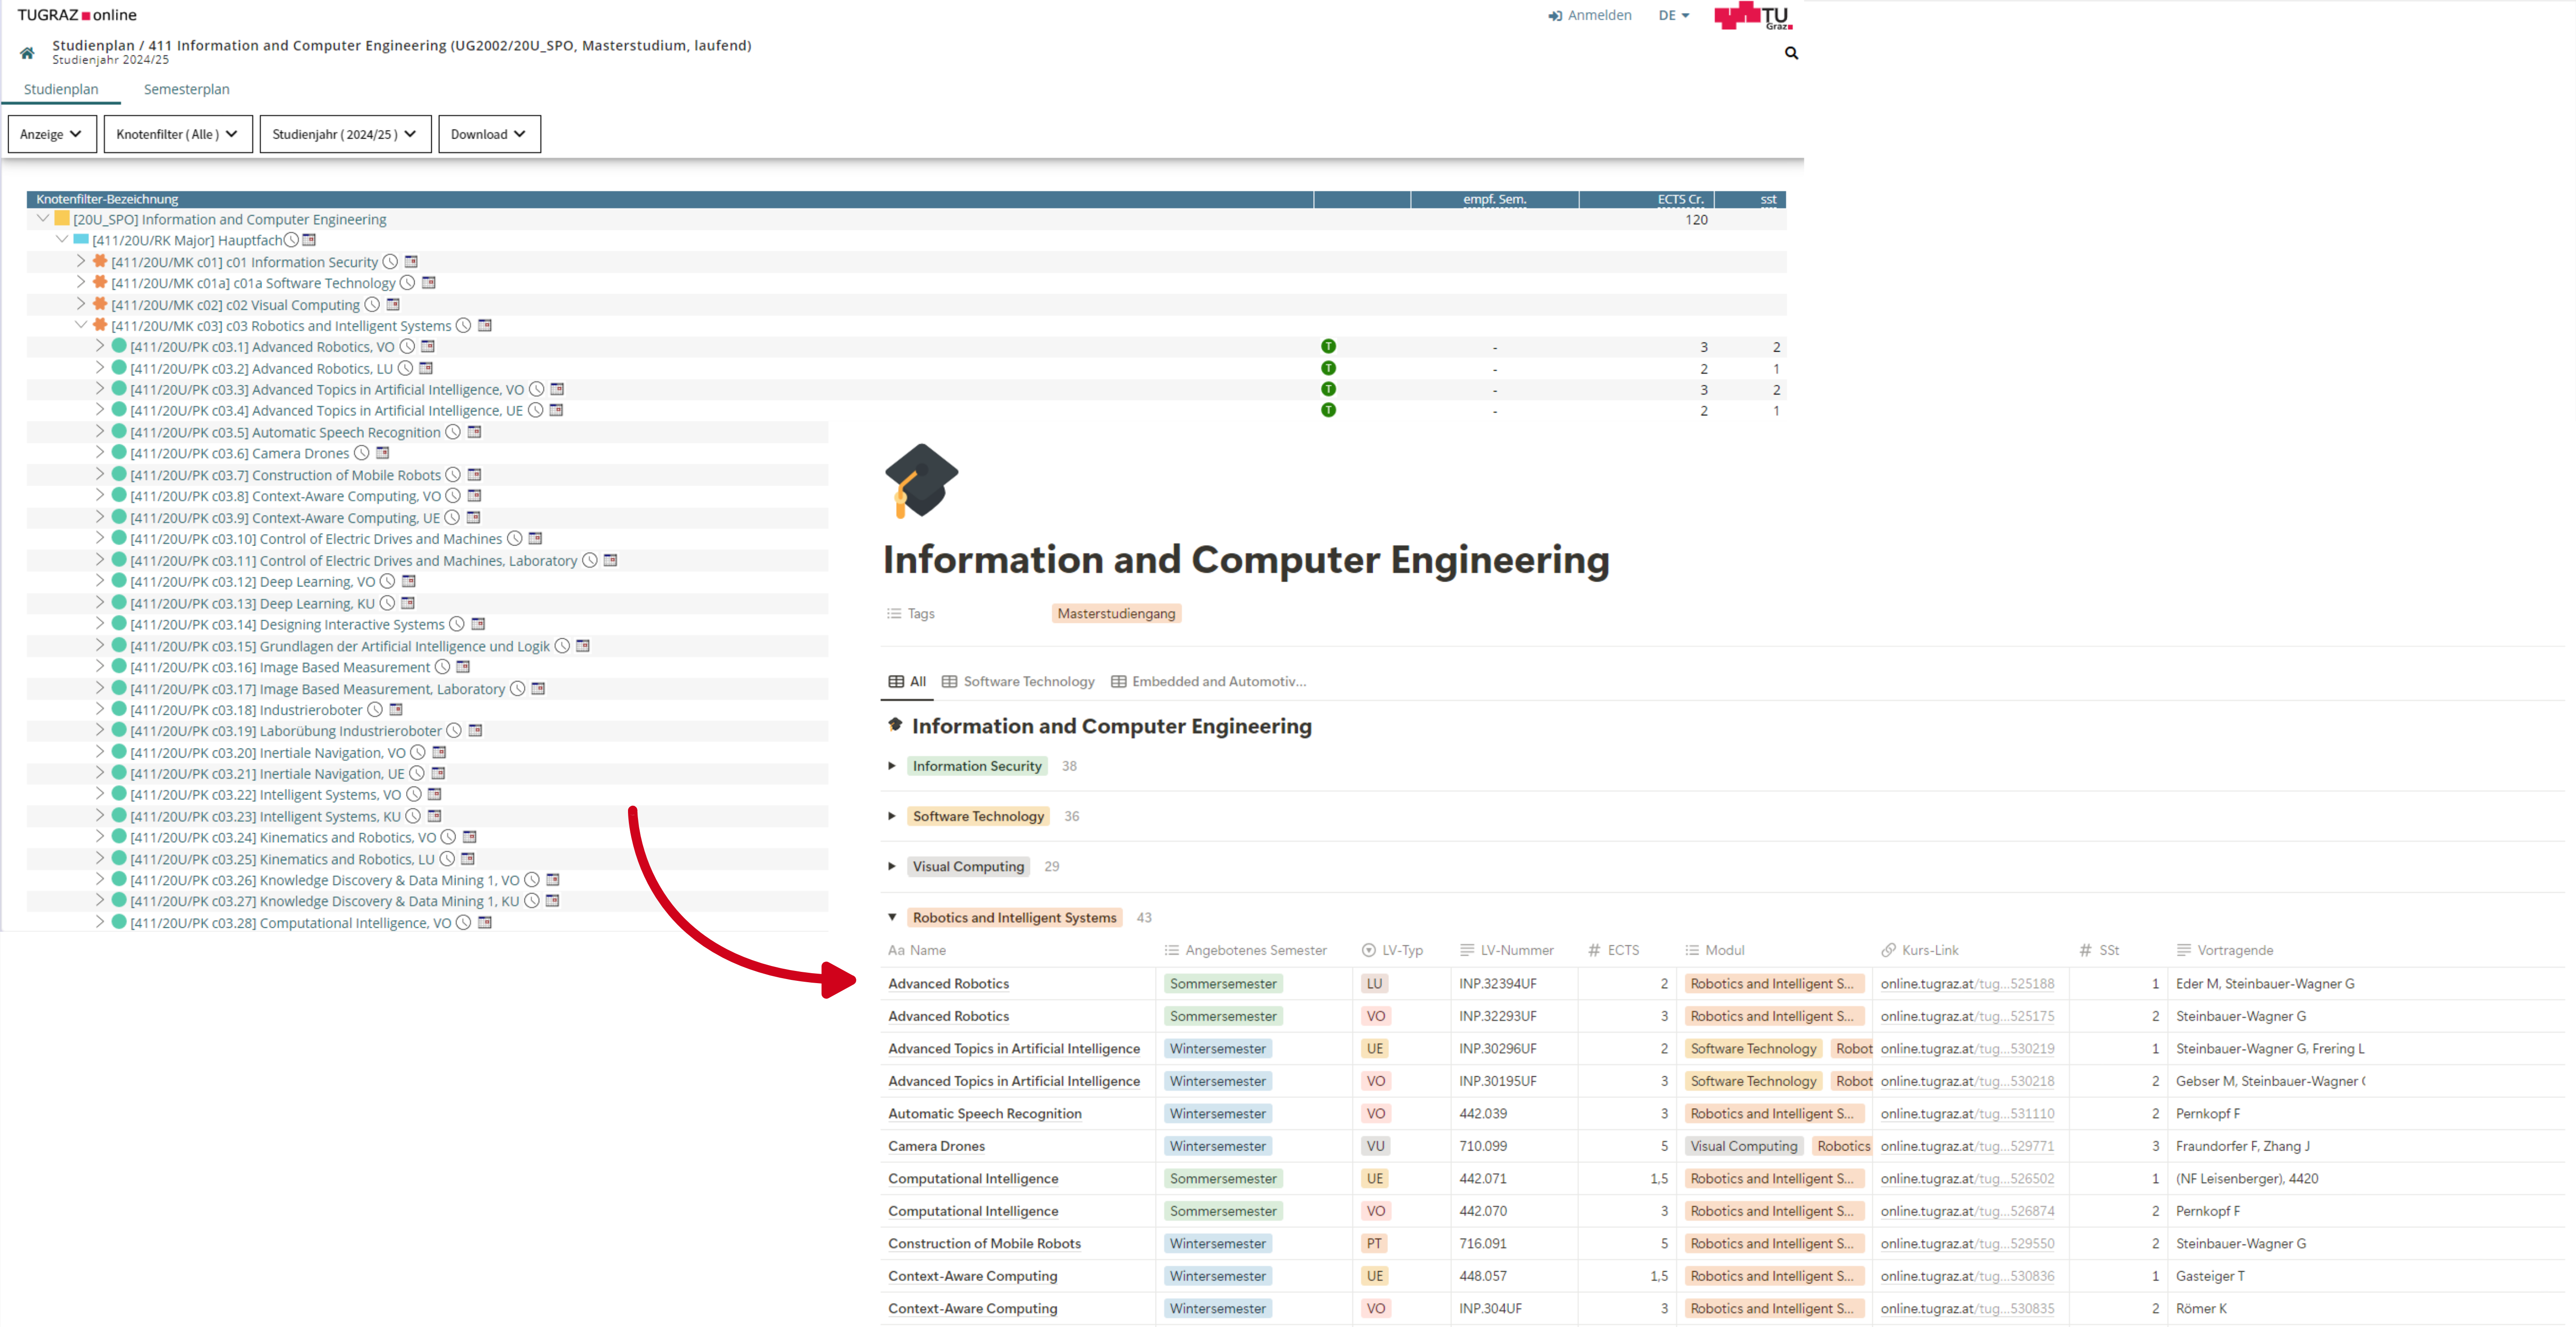 TUGRAZ online
Anmelden DE
TU Graz
Studienplan / 411 Information and Computer Engineering (UG2002/20U_SPO, Masterstudium, laufend)
Studienjahr 2024/25
Studienplan Semesterplan
Anzeige Knotenfilter ( Alle ) Studienjahr ( 2024/25 ) Download
Knotenfilter-Bezeichnung empf. Sem. ECTS Cr. sst
[20U_SPO] Information and Computer Engineering 120
[411/20U/RK Major] Hauptfach
[411/20U/MK c01] c01 Information Security
[411/20U/MK c01a] c01a Software Technology
[411/20U/MK c02] c02 Visual Computing
[411/20U/MK c03] c03 Robotics and Intelligent Systems
[411/20U/PK c03.1] Advanced Robotics, VO T - 3 2
[411/20U/PK c03.2] Advanced Robotics, LU T - 2 1
[411/20U/PK c03.3] Advanced Topics in Artificial Intelligence, VO T - 3 2
[411/20U/PK c03.4] Advanced Topics in Artificial Intelligence, UE T - 2 1
[411/20U/PK c03.5] Automatic Speech Recognition
[411/20U/PK c03.6] Camera Drones
[411/20U/PK c03.7] Construction of Mobile Robots
[411/20U/PK c03.8] Context-Aware Computing, VO
[411/20U/PK c03.9] Context-Aware Computing, UE
[411/20U/PK c03.10] Control of Electric Drives and Machines
[411/20U/PK c03.11] Control of Electric Drives and Machines, Laboratory
[411/20U/PK c03.12] Deep Learning, VO
[411/20U/PK c03.13] Deep Learning, KU
[411/20U/PK c03.14] Designing Interactive Systems
[411/20U/PK c03.15] Grundlagen der Artificial Intelligence und Logik
[411/20U/PK c03.16] Image Based Measurement
[411/20U/PK c03.17] Image Based Measurement, Laboratory
[411/20U/PK c03.18] Industrieroboter
[411/20U/PK c03.19] Laborübung Industrieroboter
[411/20U/PK c03.20] Inertiale Navigation, VO
[411/20U/PK c03.21] Inertiale Navigation, UE
[411/20U/PK c03.22] Intelligent Systems, VO
[411/20U/PK c03.23] Intelligent Systems, KU
[411/20U/PK c03.24] Kinematics and Robotics, VO
[411/20U/PK c03.25] Kinematics and Robotics, LU
[411/20U/PK c03.26] Knowledge Discovery & Data Mining 1, VO
[411/20U/PK c03.27] Knowledge Discovery & Data Mining 1, KU
[411/20U/PK c03.28] Computational Intelligence, VO
Information and Computer Engineering
Tags Masterstudiengang
All Software Technology Embedded and Automotiv...
Information and Computer Engineering
Information Security 38
Software Technology 36
Visual Computing 29
Robotics and Intelligent Systems 43
Aa Name Angebotenes Semester LV-Typ LV-Nummer # ECTS Modul Kurs-Link # SSt Vortragende
Advanced Robotics Sommersemester LU INP.32394UF 2 Robotics and Intelligent S... online.tugraz.at/tug...525188 1 Eder M, Steinbauer-Wagner G
Advanced Robotics Sommersemester VO INP.32293UF 3 Robotics and Intelligent S... online.tugraz.at/tug...525175 2 Steinbauer-Wagner G
Advanced Topics in Artificial Intelligence Wintersemester UE INP.30296UF 2 Software Technology Robot online.tugraz.at/tug...530219 1 Steinbauer-Wagner G, Frering L
Advanced Topics in Artificial Intelligence Wintersemester VO INP.30195UF 3 Software Technology Robot online.tugraz.at/tug...530218 2 Gebser M, Steinbauer-Wagner
Automatic Speech Recognition Wintersemester VO 442.039 3 Robotics and Intelligent S... online.tugraz.at/tug...531110 2 Pernkopf F
Camera Drones Wintersemester VU 710.099 5 Visual Computing Robotics online.tugraz.at/tug...529771 3 Fraundorfer F, Zhang J
Computational Intelligence Sommersemester UE 442.071 1,5 Robotics and Intelligent S... online.tugraz.at/tug...526502 1 (NF Leisenberger), 4420
Computational Intelligence Sommersemester VO 442.070 3 Robotics and Intelligent S... online.tugraz.at/tug...526874 2 Pernkopf F
Construction of Mobile Robots Wintersemester PT 716.091 5 Robotics and Intelligent S... online.tugraz.at/tug...529550 2 Steinbauer-Wagner G
Context-Aware Computing Wintersemester UE 448.057 1,5 Robotics and Intelligent S... online.tugraz.at/tug...530836 1 Gasteiger T
Context-Aware Computing Wintersemester VO INP.304UF 3 Robotics and Intelligent S... online.tugraz.at/tug...530835 2 Römer K